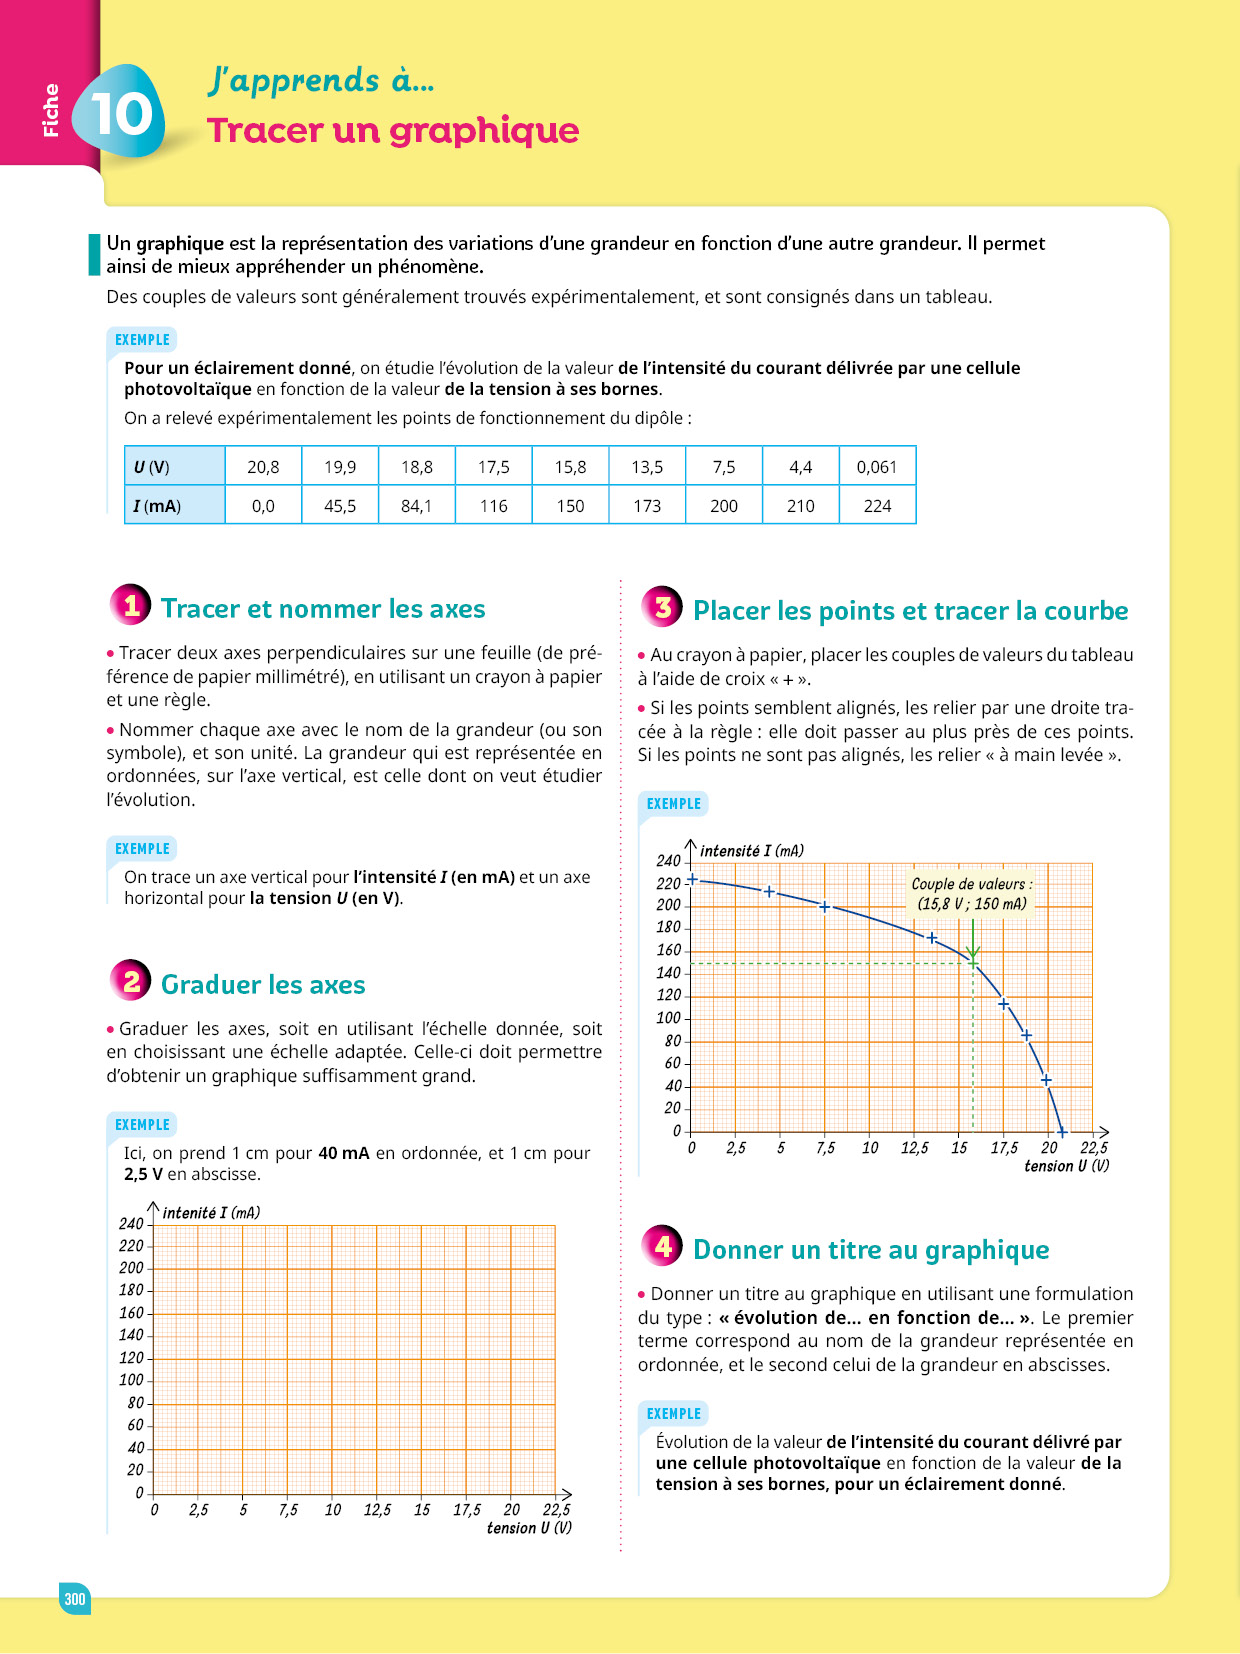 Fiche
10
J'apprends à...
Tracer un graphique
Un graphique est la représentation des variations d'une grandeur en fonction d'une autre grandeur. Il permet
ainsi de mieux appréhender un phénomène.
Des couples de valeurs sont généralement trouvés expérimentalement, et sont consignés dans un tableau.
EXEMPLE
Pour un éclairement donné, on étudie l'évolution de la valeur de l'intensité du courant délivrée par une cellule
photovoltaïque en fonction de la valeur de la tension à ses bornes.
On a relevé expérimentalement les points de fonctionnement du dipôle :
U (V) 20,8 19,9 18,8 17,5 15,8 13,5 7,5 4,4 0,061
I (mA) 0,0 45,5 84,1 116 150 173 200 210 224
1 Tracer et nommer les axes
• Tracer deux axes perpendiculaires sur une feuille (de pré-
férence de papier millimétré), en utilisant un crayon à papier
et une règle.
• Nommer chaque axe avec le nom de la grandeur (ou son
symbole), et son unité. La grandeur qui est représentée en
ordonnées, sur l'axe vertical, est celle dont on veut étudier
l'évolution.
EXEMPLE
On trace un axe vertical pour l'intensité I (en mA) et un axe
horizontal pour la tension U (en V).
2 Graduer les axes
• Graduer les axes, soit en utilisant l'échelle donnée, soit
en choisissant une échelle adaptée. Celle-ci doit permettre
d'obtenir un graphique suffisamment grand.
EXEMPLE
Ici, on prend 1 cm pour 40 mA en ordonnée, et 1 cm pour
2,5 V en abscisse.
intenité I (mA)
240
220
200
180
160
140
120
100
80
60
40
20
0
0 2,5 5 7,5 10 12,5 15 17,5 20 22,5
tension U (V)
3 Placer les points et tracer la courbe
• Au crayon à papier, placer les couples de valeurs du tableau
à l'aide de croix « + ».
• Si les points semblent alignés, les relier par une droite tra-
cée à la règle : elle doit passer au plus près de ces points.
Si les points ne sont pas alignés, les relier « à main levée ».
EXEMPLE
intensité I (mA)
240
220
200
180
160
140
120
100
80
60
40
20
0
Couple de valeurs :
(15,8 V ; 150 mA)
0 2,5 5 7,5 10 12,5 15 17,5 20 22,5
tension U (V)
4 Donner un titre au graphique
• Donner un titre au graphique en utilisant une formulation
du type : « évolution de... en fonction de... ». Le premier
terme correspond au nom de la grandeur représentée en
ordonnée, et le second celui de la grandeur en abscisses.
EXEMPLE
Évolution de la valeur de l'intensité du courant délivré par
une cellule photovoltaïque en fonction de la valeur de la
tension à ses bornes, pour un éclairement donné.
300